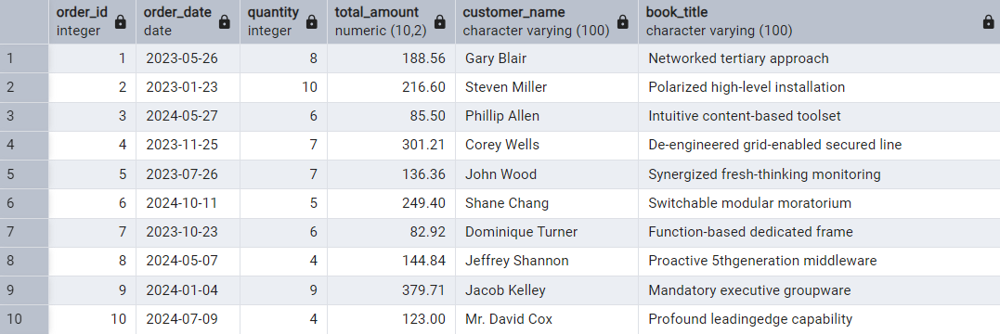 order_id order_date quantity total_amount customer_name book_title
integer date integer numeric (10,2) character varying (100) character varying (100)
1 1 2023-05-26 8 188.56 Gary Blair Networked tertiary approach
2 2 2023-01-23 10 216.60 Steven Miller Polarized high-level installation
3 3 2024-05-27 6 85.50 Phillip Allen Intuitive content-based toolset
4 4 2023-11-25 7 301.21 Corey Wells De-engineered grid-enabled secured line
5 5 2023-07-26 7 136.36 John Wood Synergized fresh-thinking monitoring
6 6 2024-10-11 5 249.40 Shane Chang Switchable modular moratorium
7 7 2023-10-23 6 82.92 Dominique Turner Function-based dedicated frame
8 8 2024-05-07 4 144.84 Jeffrey Shannon Proactive 5thgeneration middleware
9 9 2024-01-04 9 379.71 Jacob Kelley Mandatory executive groupware
10 10 2024-07-09 4 123.00 Mr. David Cox Profound leadingedge capability